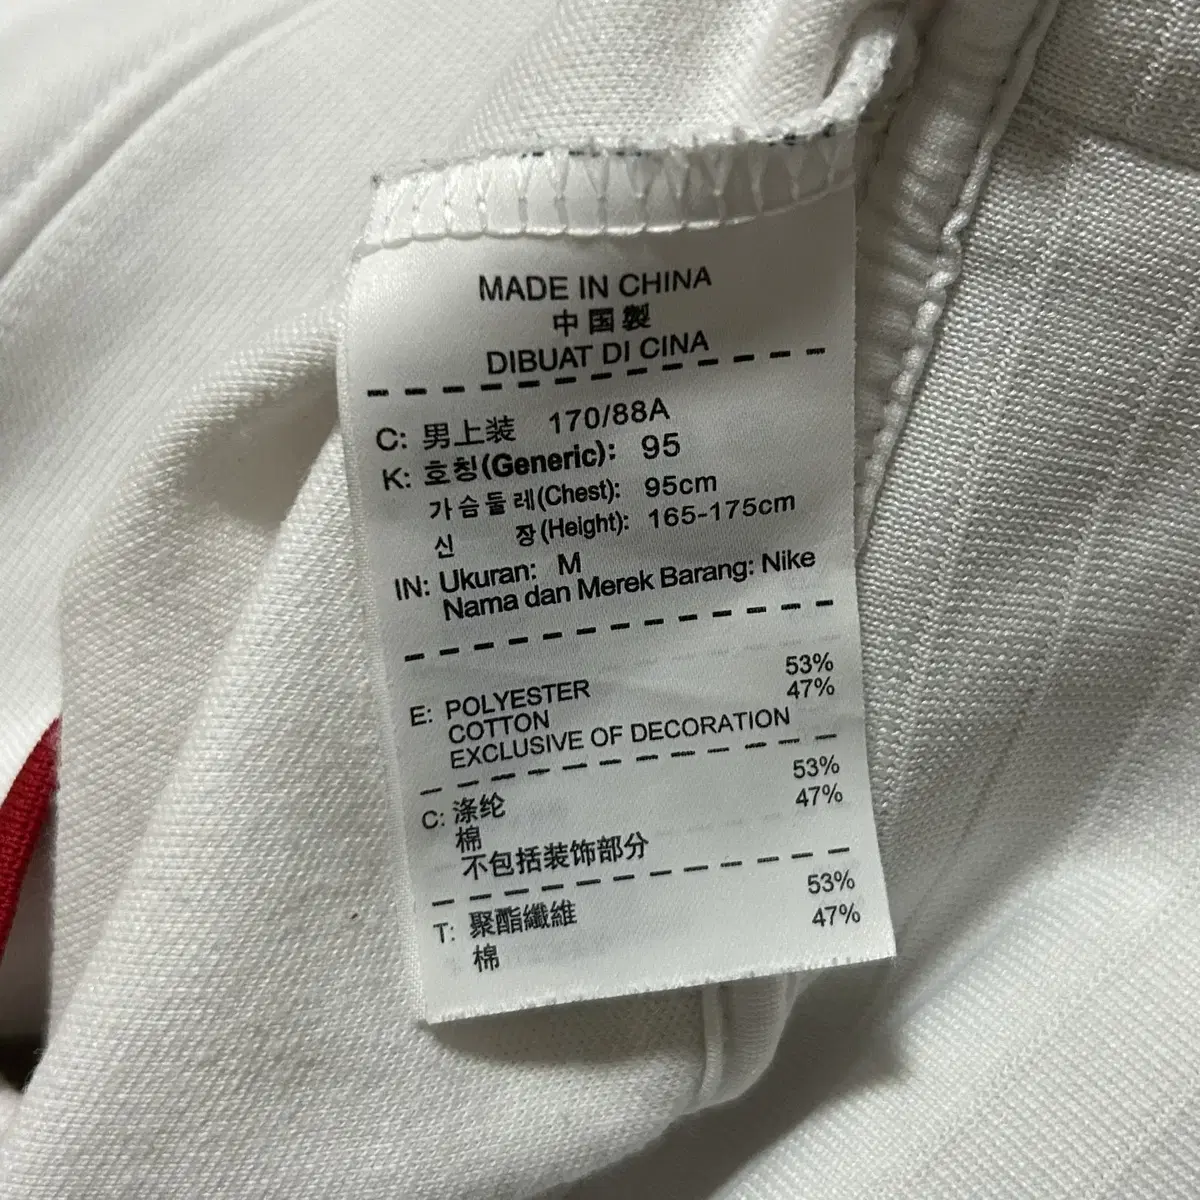 MADE IN CHINA
中国製
DIBUAT DI CINA
C: 男上装 170/88A
K: 호칭(Generic): 95
가슴둘레(Chest): 95cm
신 장(Height): 165-175cm
IN: Ukuran: M
Nama dan Merek Barang: Nike
E: POLYESTER 53%
COTTON 47%
EXCLUSIVE OF DECORATION
C: 涤纶 53%
棉 47%
不包括装饰部分
T: 聚酯纖維 53%
棉 47%